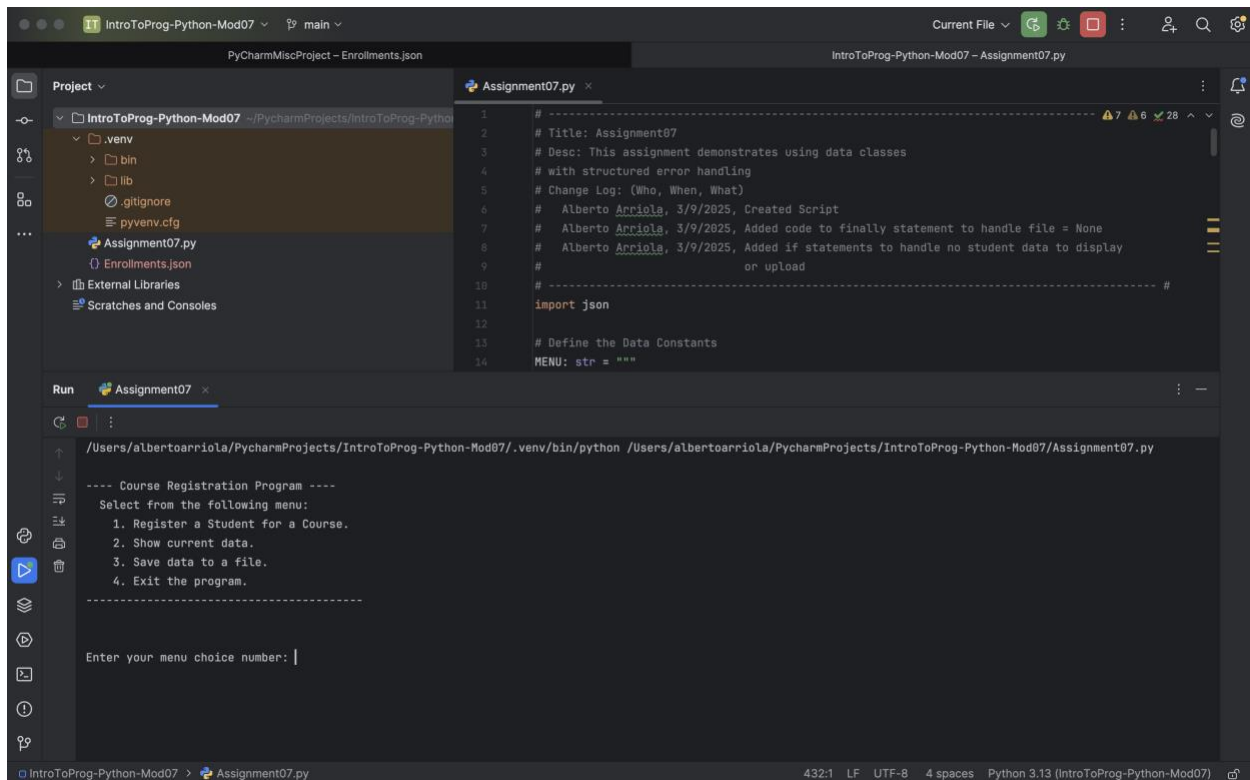 IT IntroToProg-Python-Mod07 main Current File
PyCharmMiscProject – Enrollments.json IntroToProg-Python-Mod07 – Assignment07.py
Project
IntroToProg-Python-Mod07 ~/PycharmProjects/IntroToProg-Pytho
.venv
bin
lib
.gitignore
pyvenv.cfg
Assignment07.py
Enrollments.json
External Libraries
Scratches and Consoles
Assignment07.py
7 6 28
1 # ---------------------------------------------------------------------------------
2 # Title: Assignment07
3 # Desc: This assignment demonstrates using data classes
4 # with structured error handling
5 # Change Log: (Who, When, What)
6 #   Alberto Arriola, 3/9/2025, Created Script
7 #   Alberto Arriola, 3/9/2025, Added code to finally statement to handle file = None
8 #   Alberto Arriola, 3/9/2025, Added if statements to handle no student data to display
9 #                              or upload
10 # ------------------------------------------------------------------------------------------ #
11 import json
12
13 # Define the Data Constants
14 MENU: str = """
Run Assignment07
/Users/albertoarriola/PycharmProjects/IntroToProg-Python-Mod07/.venv/bin/python /Users/albertoarriola/PycharmProjects/IntroToProg-Python-Mod07/Assignment07.py
---- Course Registration Program ----
Select from the following menu:
1. Register a Student for a Course.
2. Show current data.
3. Save data to a file.
4. Exit the program.
-----------------------------------------
Enter your menu choice number:
IntroToProg-Python-Mod07 > Assignment07.py 432:1 LF UTF-8 4 spaces Python 3.13 (IntroToProg-Python-Mod07)